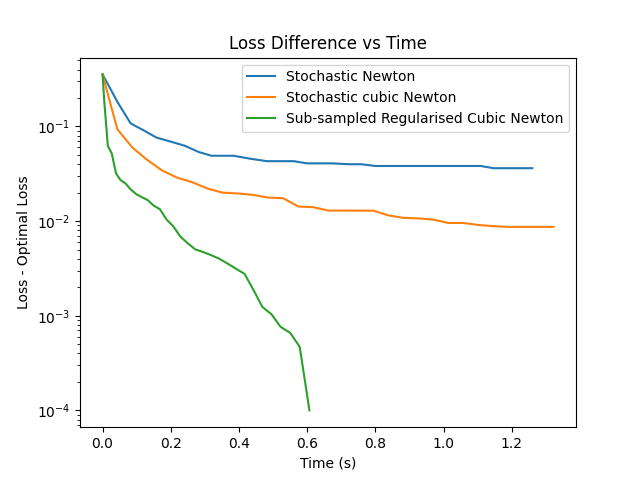 Loss Difference vs Time
Stochastic Newton
Stochastic cubic Newton
Sub-sampled Regularised Cubic Newton
Loss - Optimal Loss
10⁻¹
10⁻²
10⁻³
10⁻⁴
0.0 0.2 0.4 0.6 0.8 1.0 1.2
Time (s)